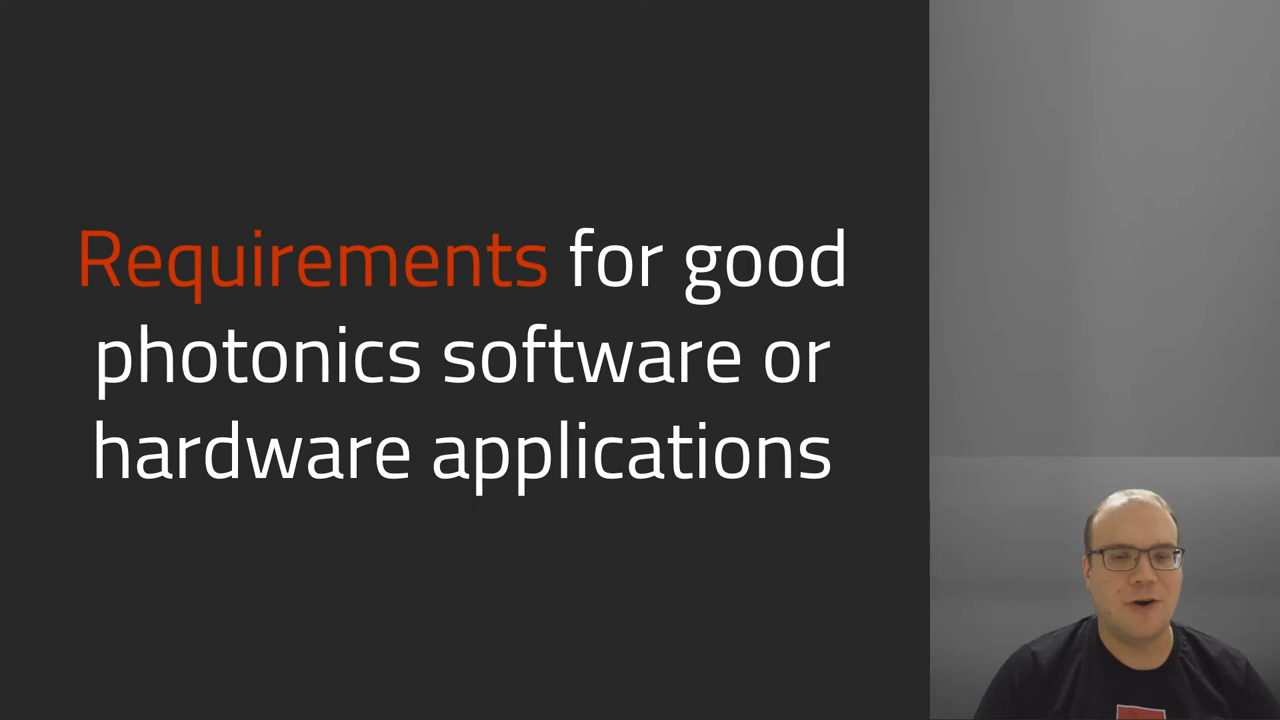 Requirements for good
photonics software or
hardware applications